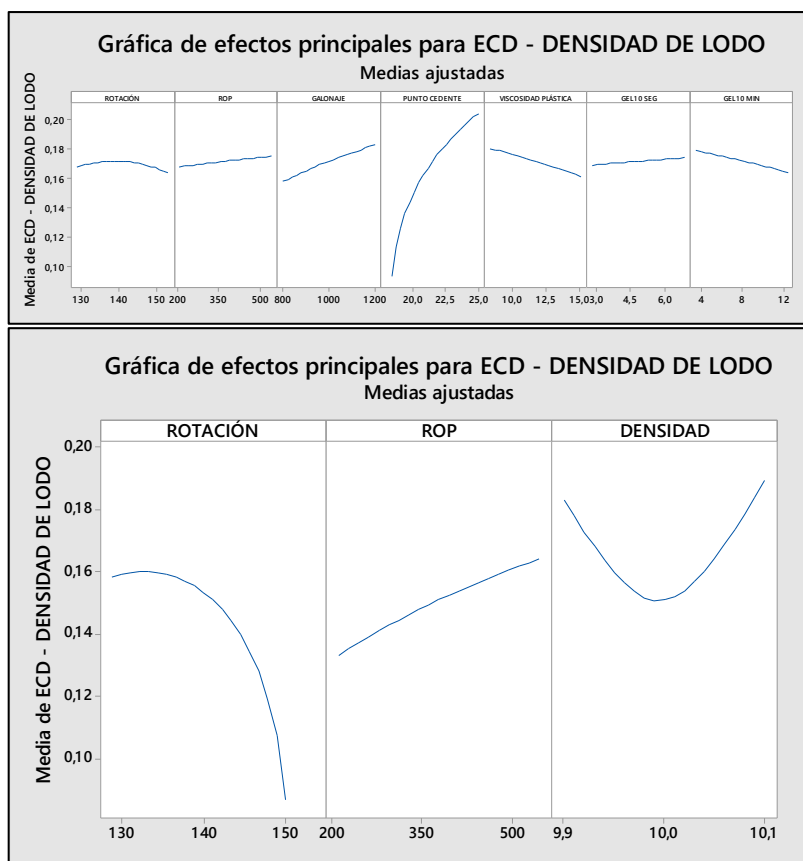 Gráfica de efectos principales para ECD - DENSIDAD DE LODO
Medias ajustadas
ROTACIÓN ROP GALONAJE PUNTO CEDENTE VISCOSIDAD PLÁSTICA GEL10 SEG GEL10 MIN
Media de ECD - DENSIDAD DE LODO
0,20
0,18
0,16
0,14
0,12
0,10
130 140 150 200 350 500 800 1000 1200 20,0 22,5 25,0 10,0 12,5 15,0 3,0 4,5 6,0 4 8 12
Gráfica de efectos principales para ECD - DENSIDAD DE LODO
Medias ajustadas
ROTACIÓN ROP DENSIDAD
Media de ECD - DENSIDAD DE LODO
0,20
0,18
0,16
0,14
0,12
0,10
130 140 150 200 350 500 9,9 10,0 10,1